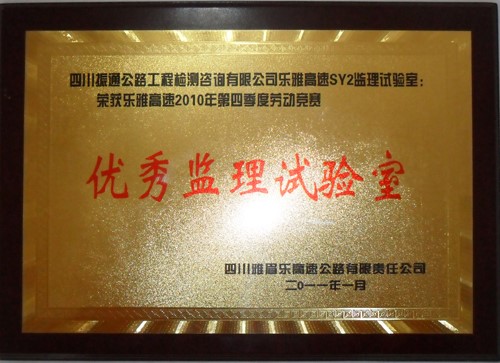 四川振通公路工程检测咨询有限公司乐雅高速SY2监理试验室：
荣获乐雅高速2010年第四季度劳动竞赛
优秀监理试验室
四川雅眉乐高速公路有限责任公司
二〇一一年一月